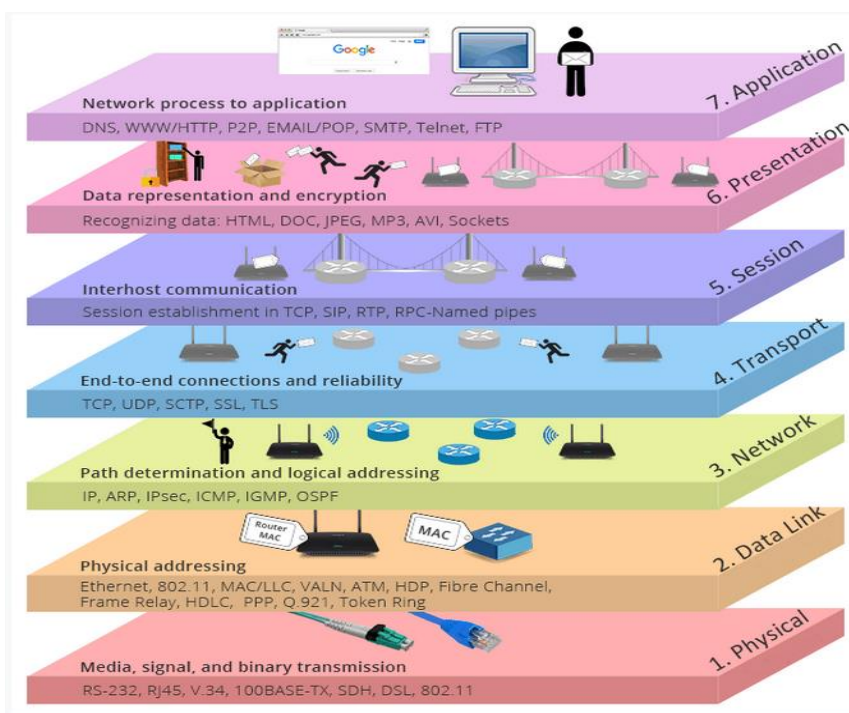 Google
7. Application
Network process to application
DNS, WWW/HTTP, P2P, EMAIL/POP, SMTP, Telnet, FTP
6. Presentation
Data representation and encryption
Recognizing data: HTML, DOC, JPEG, MP3, AVI, Sockets
5. Session
Interhost communication
Session establishment in TCP, SIP, RTP, RPC-Named pipes
4. Transport
End-to-end connections and reliability
TCP, UDP, SCTP, SSL, TLS
3. Network
Path determination and logical addressing
IP, ARP, IPsec, ICMP, IGMP, OSPF
2. Data Link
Router
MAC
MAC
Physical addressing
Ethernet, 802.11, MAC/LLC, VALN, ATM, HDP, Fibre Channel,
Frame Relay, HDLC, PPP, Q.921, Token Ring
1. Physical
Media, signal, and binary transmission
RS-232, RJ45, V.34, 100BASE-TX, SDH, DSL, 802.11